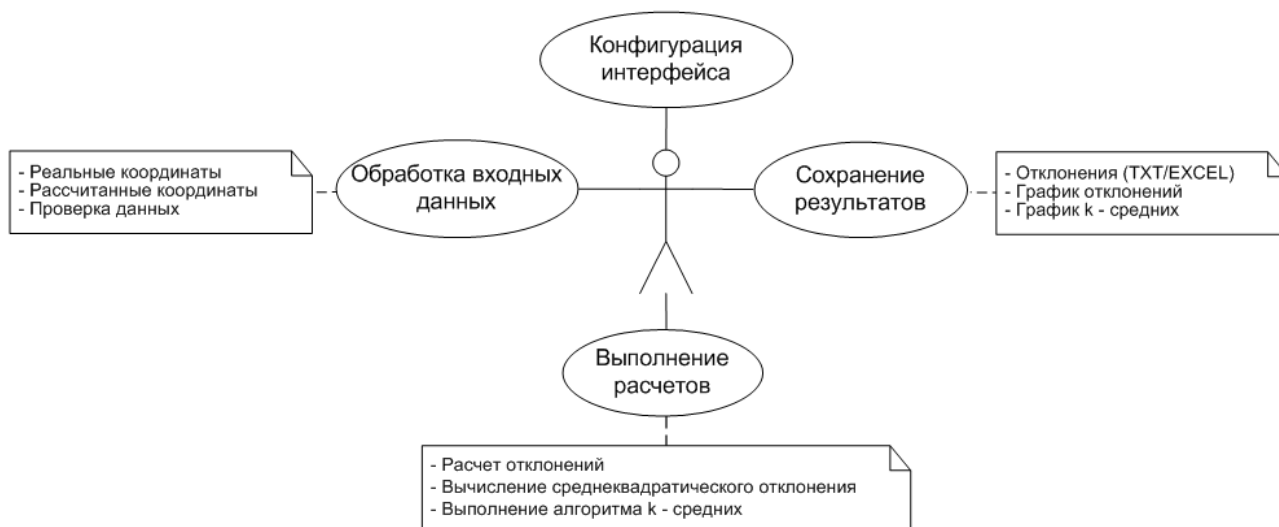 Конфигурация
интерфейса
- Реальные координаты
- Рассчитанные координаты
- Проверка данных
Обработка входных
данных
Сохранение
результатов
- Отклонения (TXT/EXCEL)
- График отклонений
- График k - средних
Выполнение
расчетов
- Расчет отклонений
- Вычисление среднеквадратического отклонения
- Выполнение алгоритма k - средних